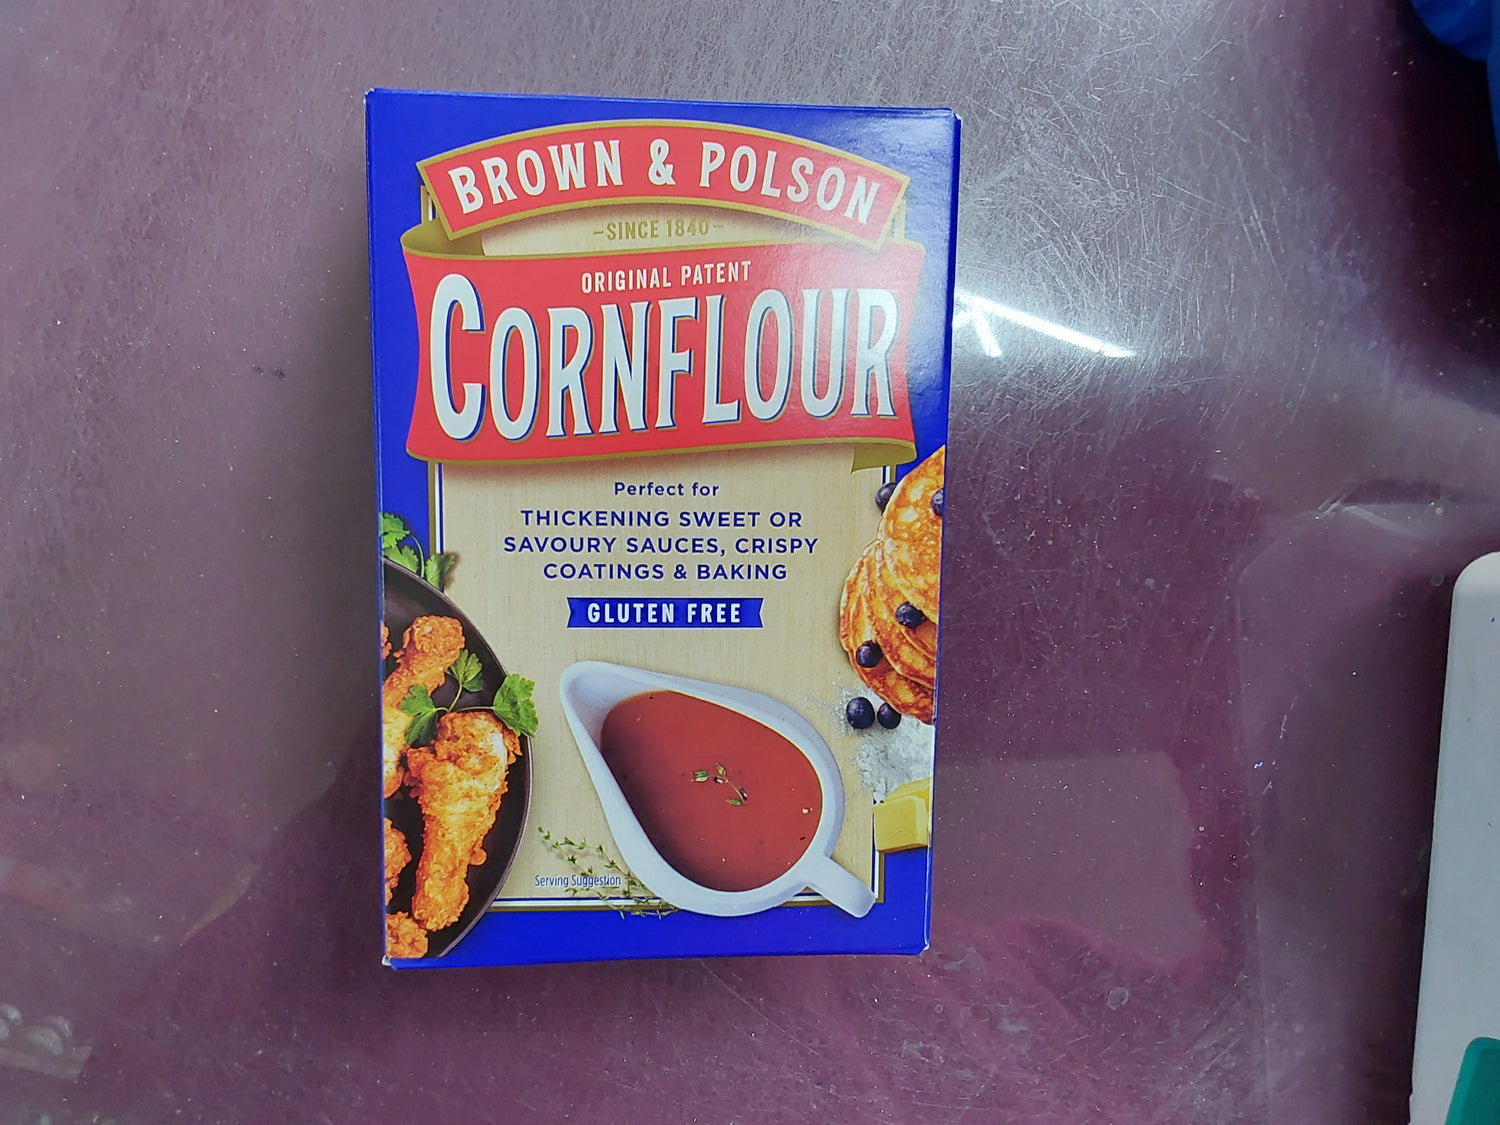 BROWN & POLSON
~SINCE 1840~
ORIGINAL PATENT
CORNFLOUR
Perfect for
THICKENING SWEET OR
SAVOURY SAUCES, CRISPY
COATINGS & BAKING
GLUTEN FREE
Serving Suggestion